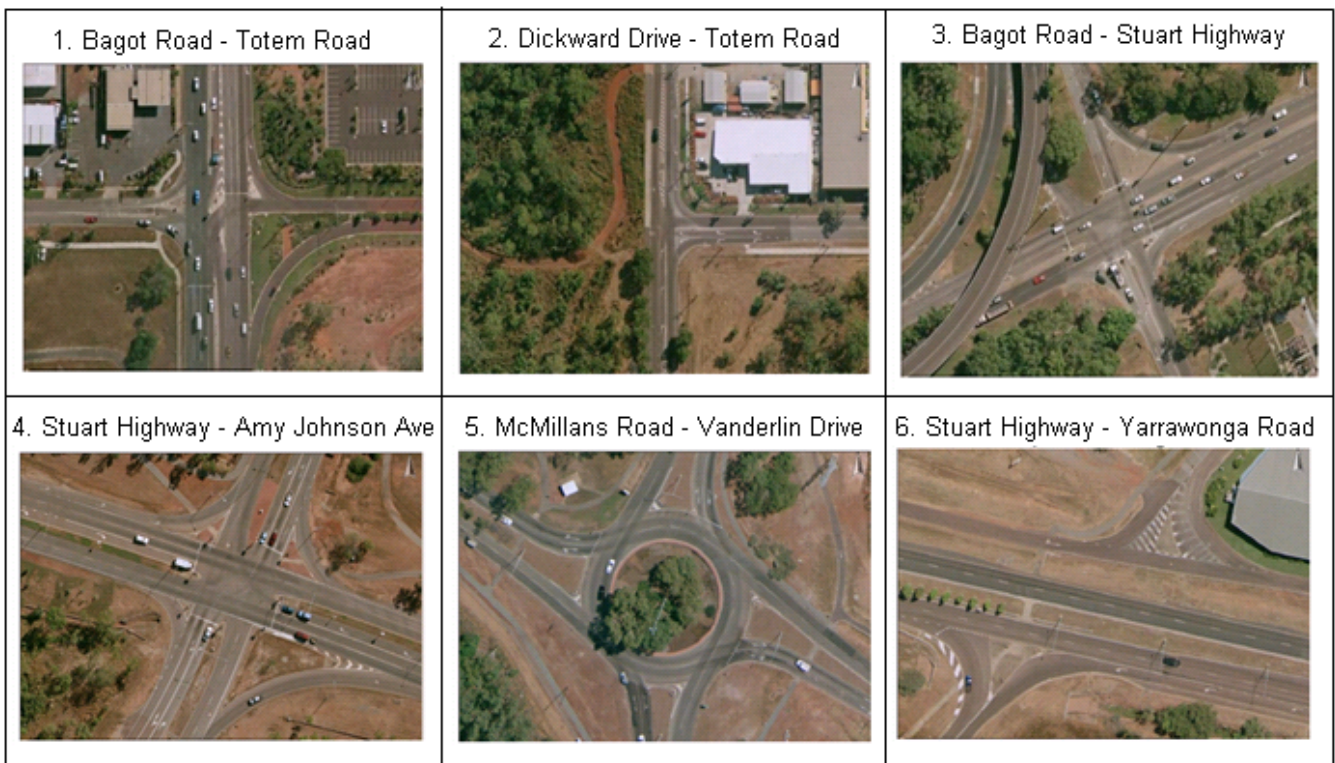 1. Bagot Road - Totem Road
2. Dickward Drive - Totem Road
3. Bagot Road - Stuart Highway
4. Stuart Highway - Amy Johnson Ave
5. McMillans Road - Vanderlin Drive
6. Stuart Highway - Yarrawonga Road